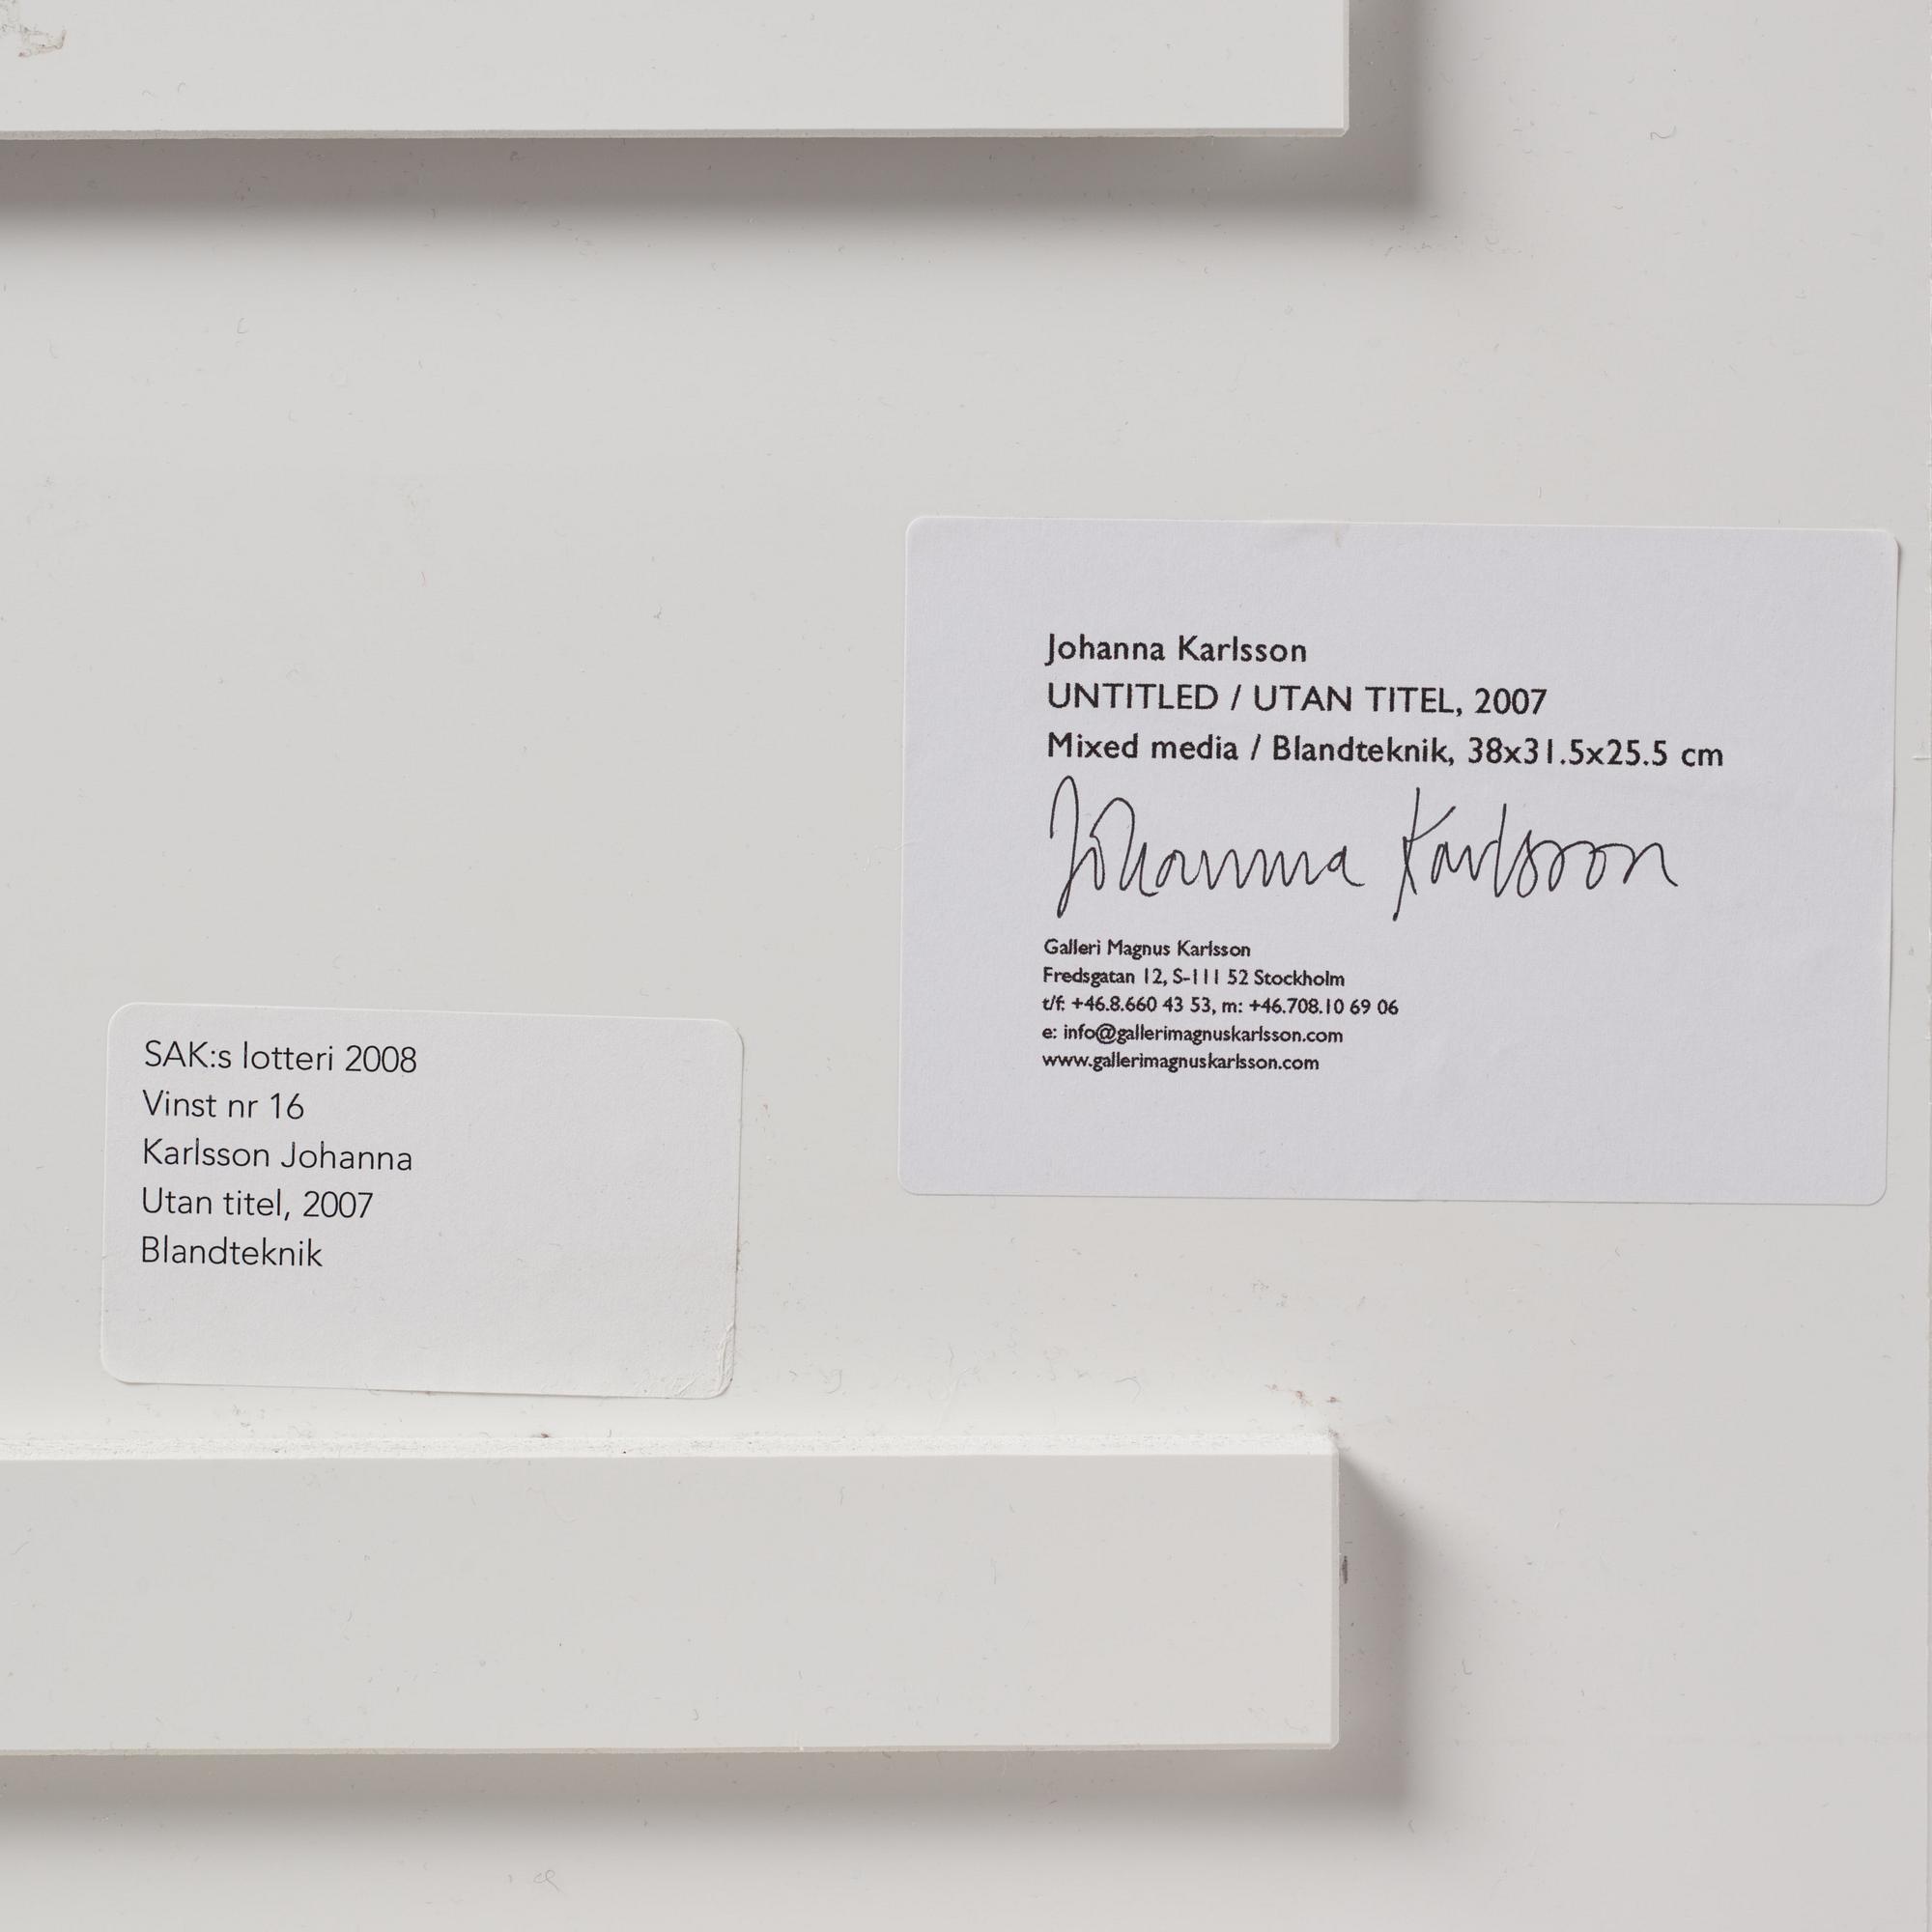 Johanna Karlsson
UNTITLED / UTAN TITEL, 2007
Mixed media / Blandteknik, 38x31.5x25.5 cm
Johanna Karlsson
Galleri Magnus Karlsson
Fredsgatan 12, S-111 52 Stockholm
t/f: +46.8.660 43 53, m: +46.708.10 69 06
e: info@gallerimagnuskarlsson.com
www.gallerimagnuskarlsson.com
SAK:s lotteri 2008
Vinst nr 16
Karlsson Johanna
Utan titel, 2007
Blandteknik